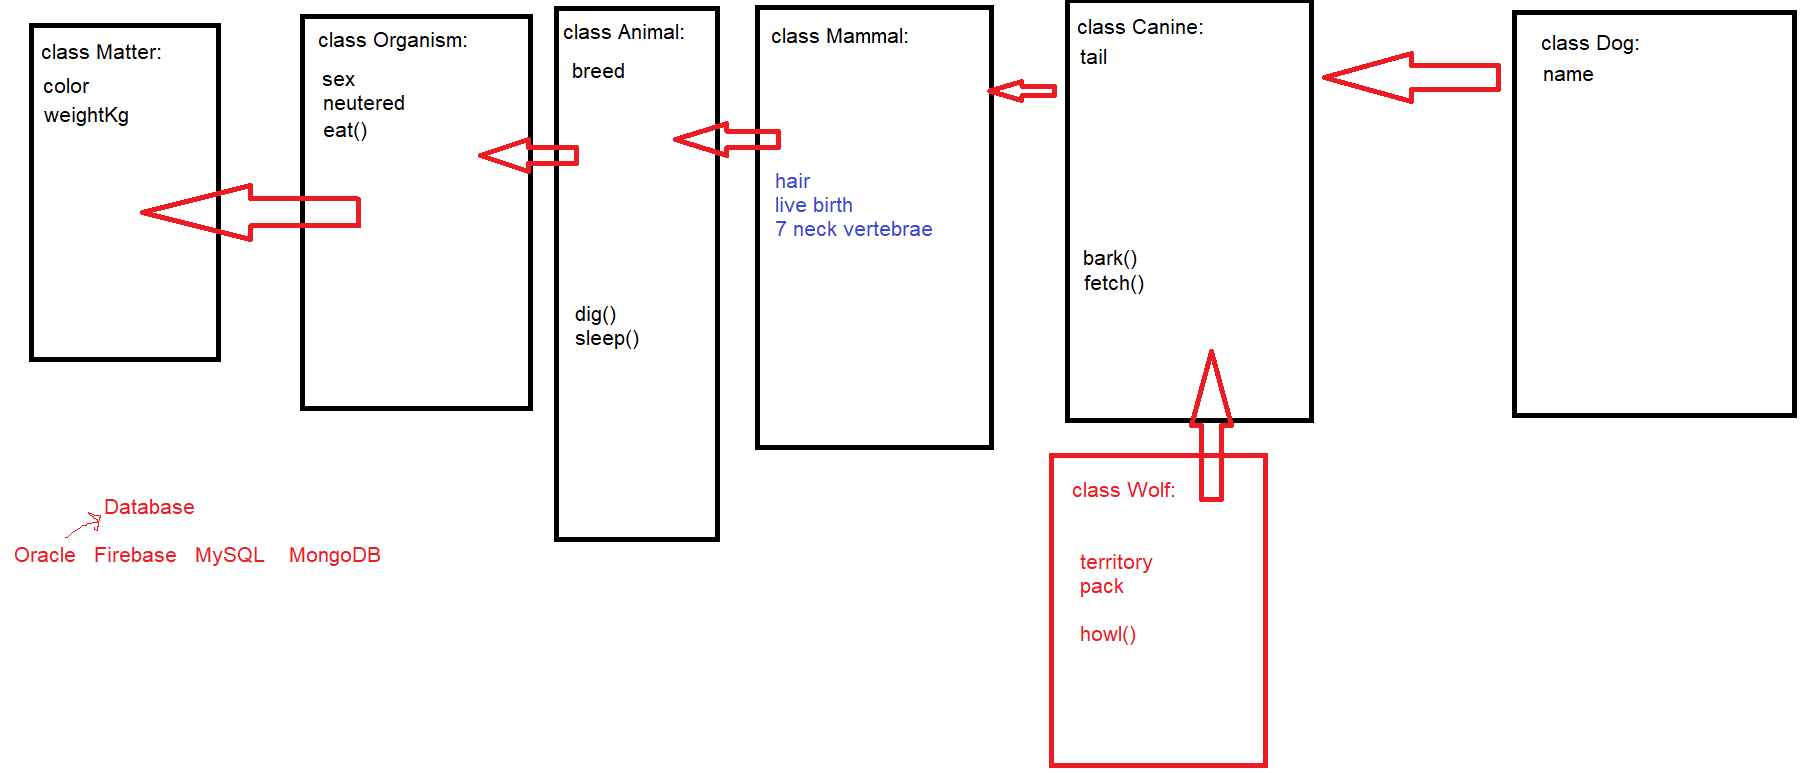 class Matter:
color
weightKg
class Organism:
sex
neutered
eat()
class Animal:
breed
dig()
sleep()
class Mammal:
hair
live birth
7 neck vertebrae
class Canine:
tail
bark()
fetch()
class Dog:
name
class Wolf:
territory
pack
howl()
Database
Oracle Firebase MySQL MongoDB